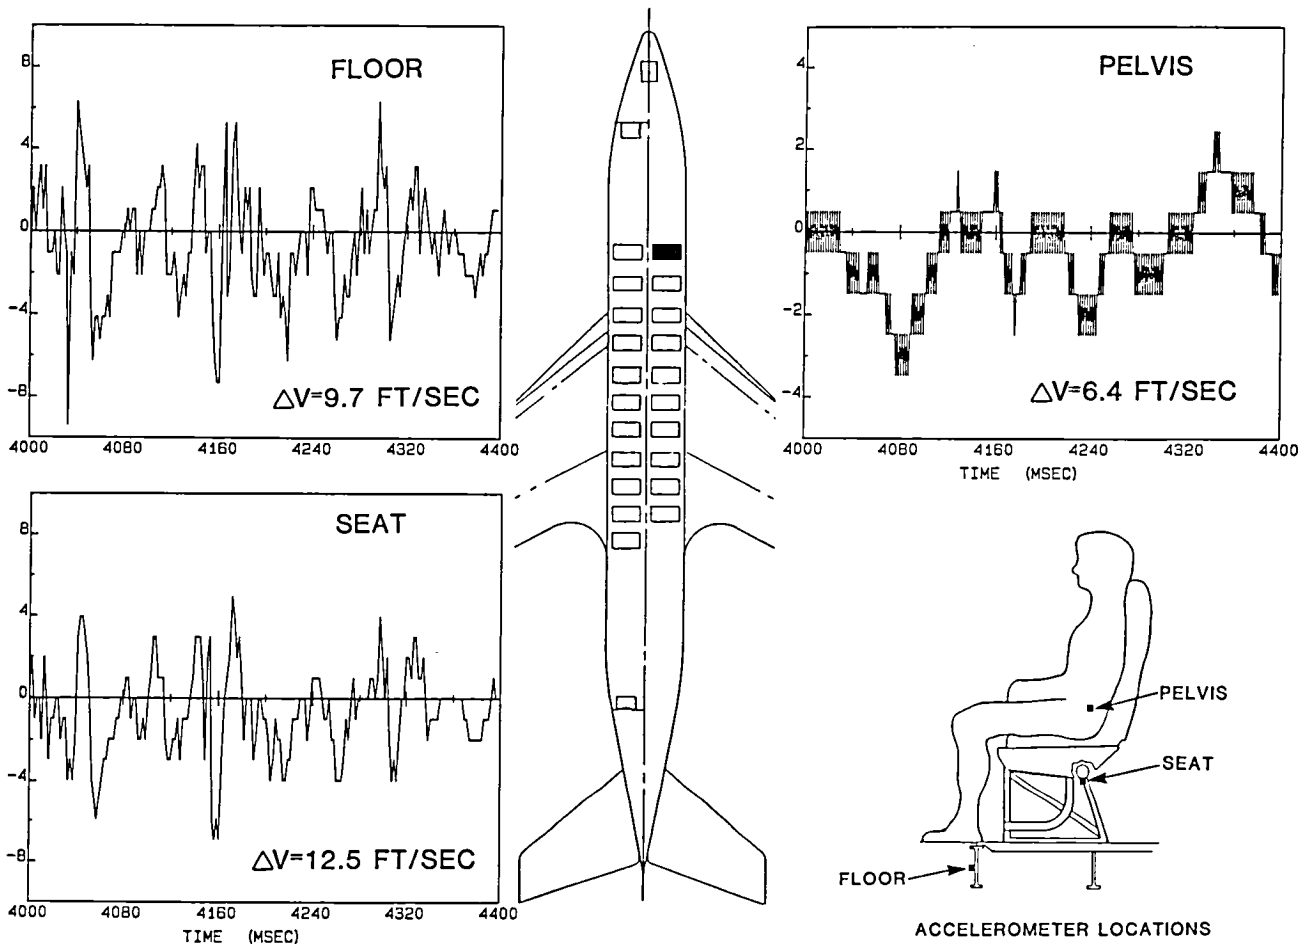 FLOOR
8
4
0
-4
-8
△V=9.7 FT/SEC
4000 4080 4160 4240 4320 4400
SEAT
8
4
0
-4
-8
△V=12.5 FT/SEC
4000 4080 4160 4240 4320 4400
TIME (MSEC)
PELVIS
4
2
0
-2
-4
△V=6.4 FT/SEC
4000 4080 4160 4240 4320 4400
TIME (MSEC)
PELVIS
SEAT
FLOOR
ACCELEROMETER LOCATIONS